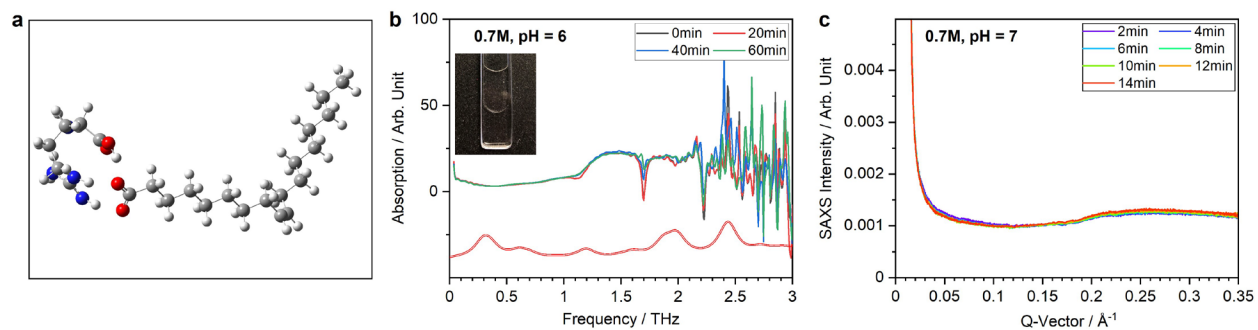 a
b
0.7M, pH = 6
0min 20min
40min 60min
100
50
0
Absorption / Arb. Unit
0 0.5 1 1.5 2 2.5 3
Frequency / THz
c
0.7M, pH = 7
2min 4min
6min 8min
10min 12min
14min
0.004
0.003
0.002
0.001
0
SAXS Intensity / Arb. Unit
0 0.05 0.1 0.15 0.2 0.25 0.3 0.35
Q-Vector / Å⁻¹